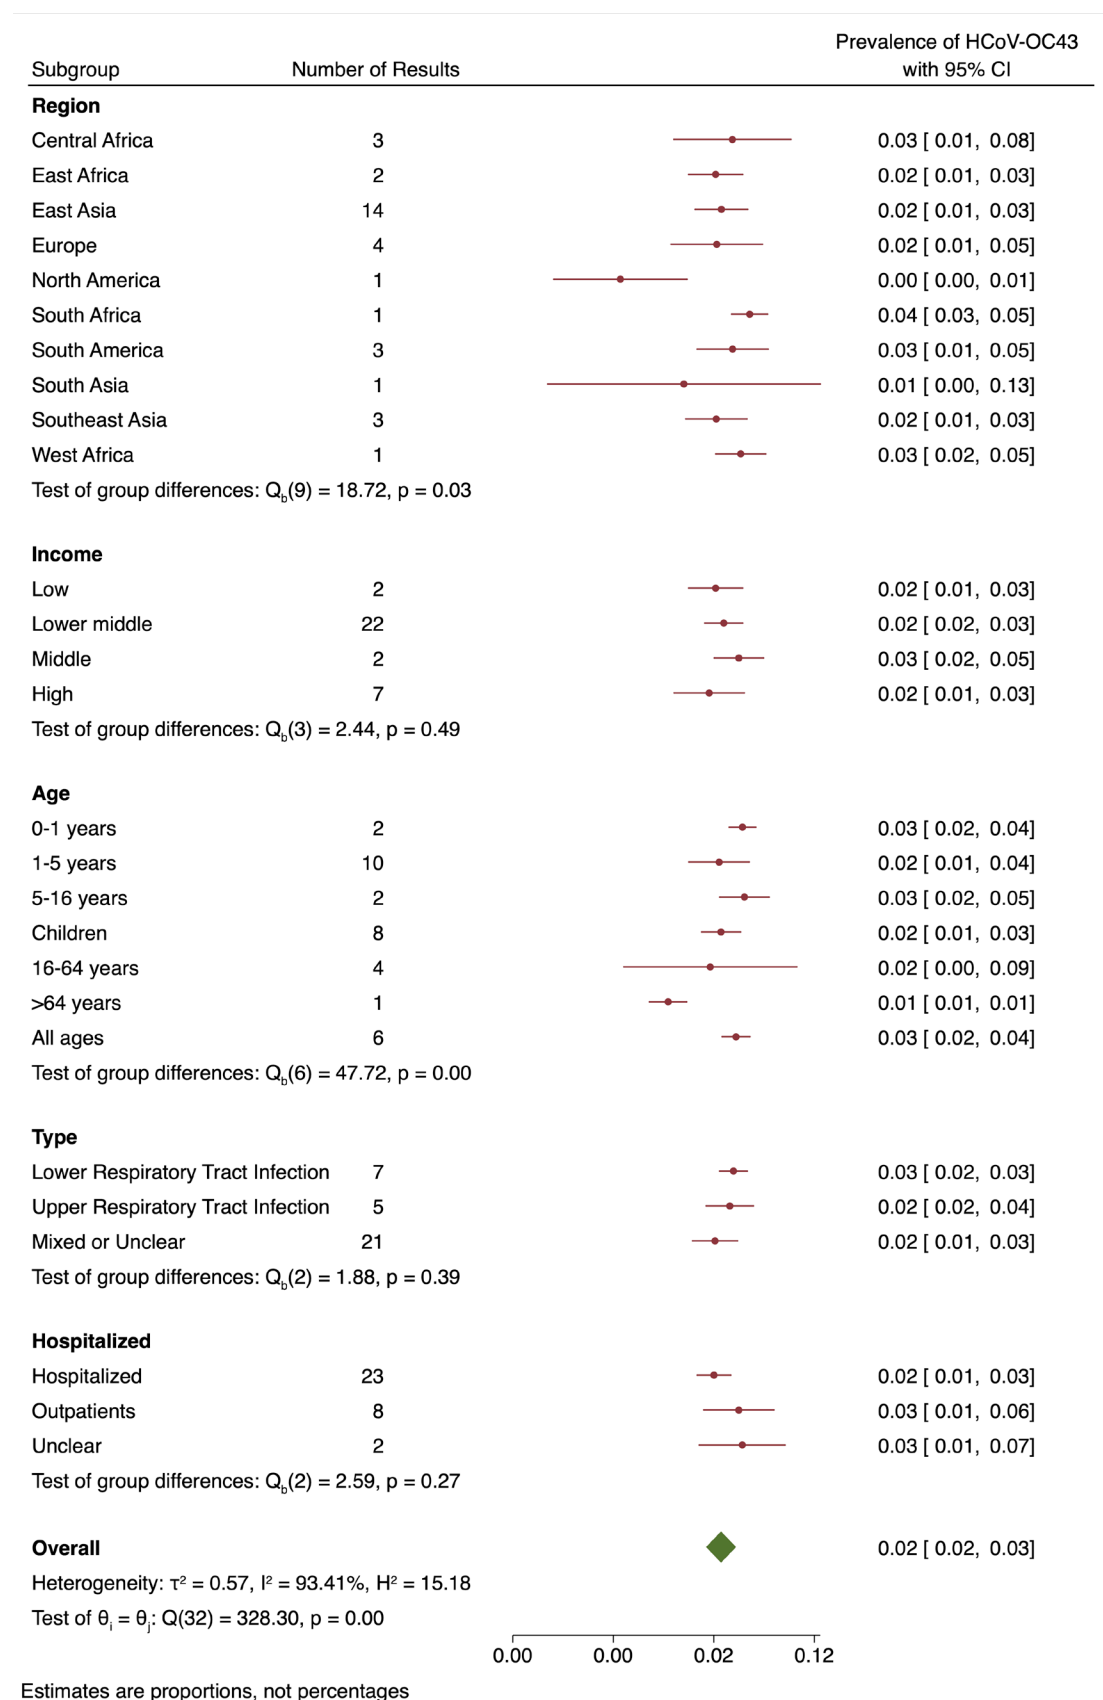 Prevalence of HCoV-OC43
Subgroup Number of Results with 95% CI
Region
Central Africa 3 0.03 [ 0.01, 0.08]
East Africa 2 0.02 [ 0.01, 0.03]
East Asia 14 0.02 [ 0.01, 0.03]
Europe 4 0.02 [ 0.01, 0.05]
North America 1 0.00 [ 0.00, 0.01]
South Africa 1 0.04 [ 0.03, 0.05]
South America 3 0.03 [ 0.01, 0.05]
South Asia 1 0.01 [ 0.00, 0.13]
Southeast Asia 3 0.02 [ 0.01, 0.03]
West Africa 1 0.03 [ 0.02, 0.05]
Test of group differences: Qb(9) = 18.72, p = 0.03
Income
Low 2 0.02 [ 0.01, 0.03]
Lower middle 22 0.02 [ 0.02, 0.03]
Middle 2 0.03 [ 0.02, 0.05]
High 7 0.02 [ 0.01, 0.03]
Test of group differences: Qb(3) = 2.44, p = 0.49
Age
0-1 years 2 0.03 [ 0.02, 0.04]
1-5 years 10 0.02 [ 0.01, 0.04]
5-16 years 2 0.03 [ 0.02, 0.05]
Children 8 0.02 [ 0.01, 0.03]
16-64 years 4 0.02 [ 0.00, 0.09]
>64 years 1 0.01 [ 0.01, 0.01]
All ages 6 0.03 [ 0.02, 0.04]
Test of group differences: Qb(6) = 47.72, p = 0.00
Type
Lower Respiratory Tract Infection 7 0.03 [ 0.02, 0.03]
Upper Respiratory Tract Infection 5 0.02 [ 0.02, 0.04]
Mixed or Unclear 21 0.02 [ 0.01, 0.03]
Test of group differences: Qb(2) = 1.88, p = 0.39
Hospitalized
Hospitalized 23 0.02 [ 0.01, 0.03]
Outpatients 8 0.03 [ 0.01, 0.06]
Unclear 2 0.03 [ 0.01, 0.07]
Test of group differences: Qb(2) = 2.59, p = 0.27
Overall 0.02 [ 0.02, 0.03]
Heterogeneity: τ² = 0.57, I² = 93.41%, H² = 15.18
Test of θi = θj: Q(32) = 328.30, p = 0.00
0.00 0.00 0.02 0.12
Estimates are proportions, not percentages